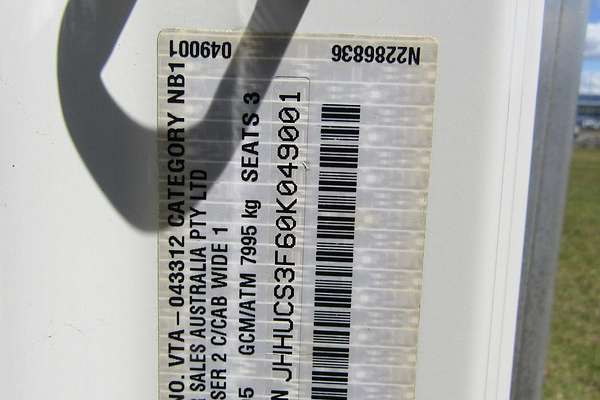 049001
N2286836
NO. VTA-043312 CATEGORY NB1
SALES AUSTRALIA PTY LTD
SER 2 C/CAB WIDE 1
GCM/ATM 7995 kg SEATS 3
JHHUCS3F60K049001